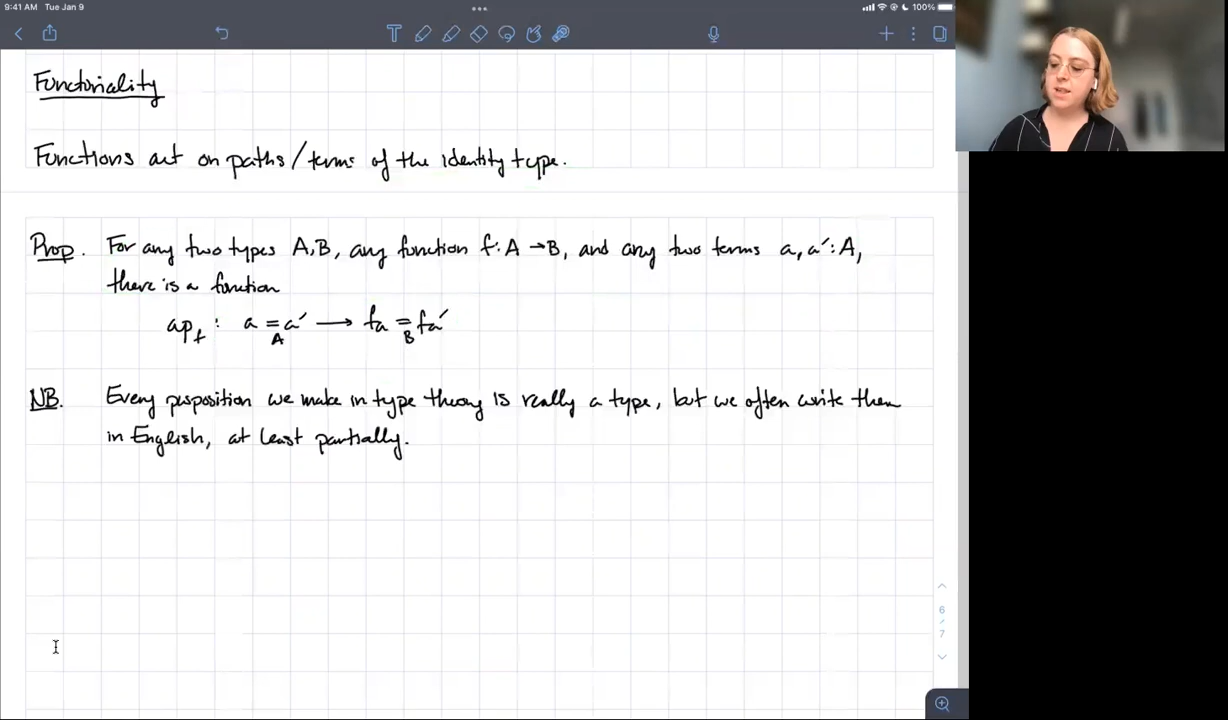 9:41 AM Tue Jan 9
100%
Functoriality
Functions act on paths/terms of the identity type.
Prop. For any two types A,B, any function f: A → B, and any two terms a, a′: A,
there is a function
ap_f : a =_A a′ ⟶ fa =_B fa′
NB. Every proposition we make in type theory is really a type, but we often write them
in English, at least partially.
6
/
7